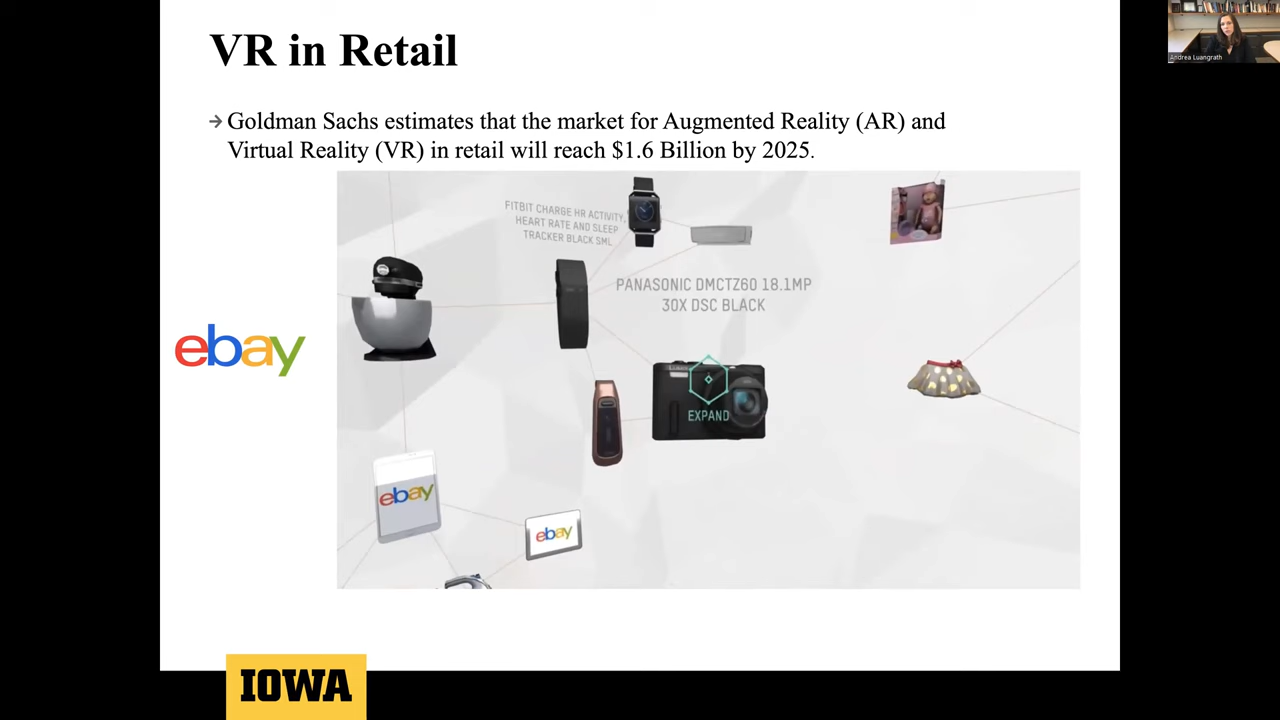 VR in Retail
Andrea Luangrath
→ Goldman Sachs estimates that the market for Augmented Reality (AR) and
Virtual Reality (VR) in retail will reach $1.6 Billion by 2025.
FITBIT CHARGE HR ACTIVITY,
HEART RATE AND SLEEP
TRACKER BLACK SML
PANASONIC DMCTZ60 18.1MP
30X DSC BLACK
ebay
EXPAND
ebay
ebay
IOWA